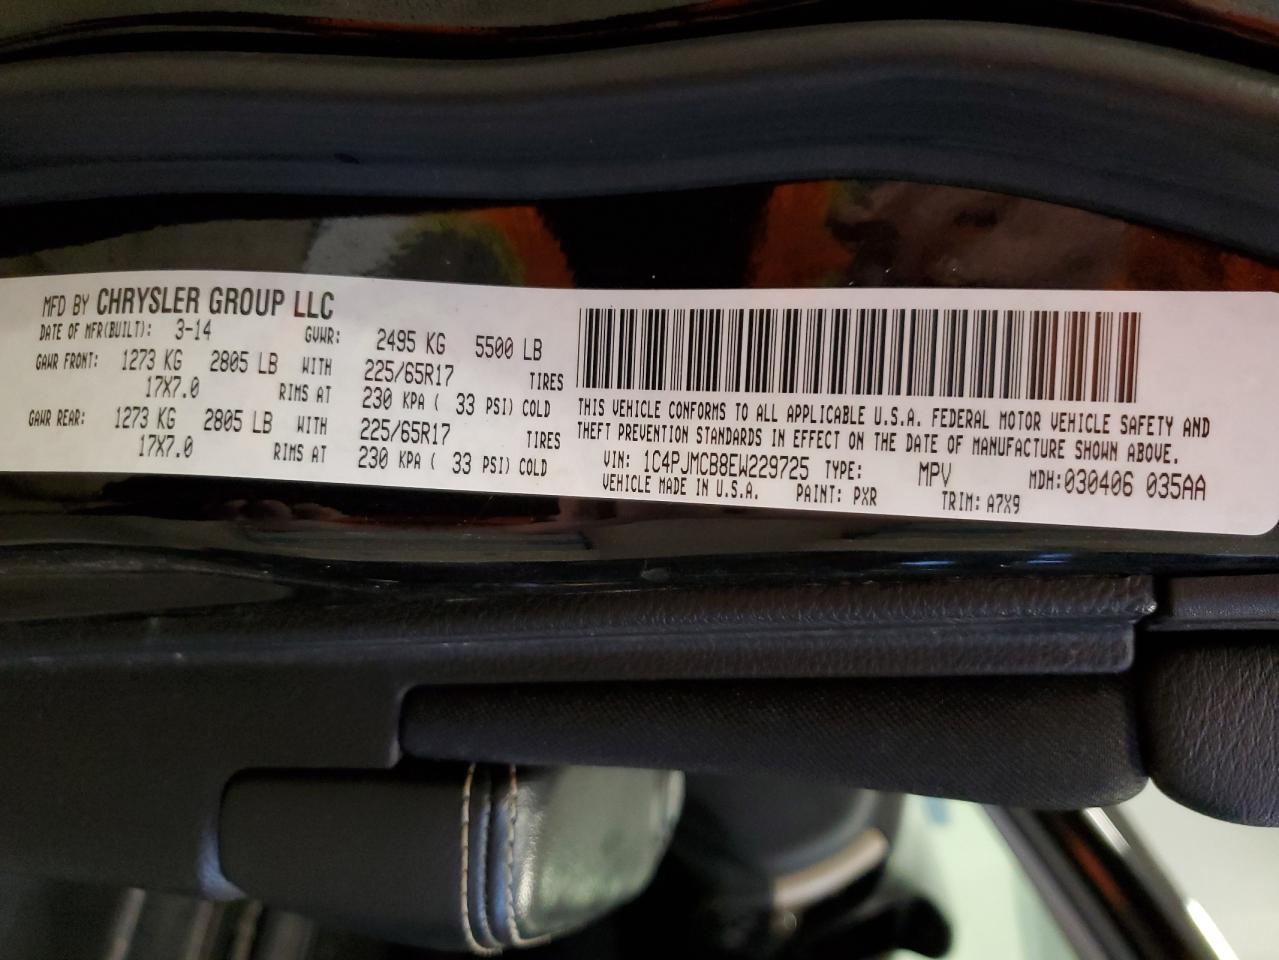 MFD BY CHRYSLER GROUP LLC
DATE OF MFR(BUILT): 3-14 GVWR: 2495 KG 5500 LB
GAWR FRONT: 1273 KG 2805 LB WITH 225/65R17 TIRES
17X7.0 RIMS AT 230 KPA ( 33 PSI) COLD
GAWR REAR: 1273 KG 2805 LB WITH 225/65R17 TIRES
17X7.0 RIMS AT 230 KPA ( 33 PSI) COLD
THIS VEHICLE CONFORMS TO ALL APPLICABLE U.S.A. FEDERAL MOTOR VEHICLE SAFETY AND
THEFT PREVENTION STANDARDS IN EFFECT ON THE DATE OF MANUFACTURE SHOWN ABOVE.
VIN: 1C4PJMCB8EW229725 TYPE: MPV MDH:030406 035AA
VEHICLE MADE IN U.S.A. PAINT: PXR TRIM: A7X9